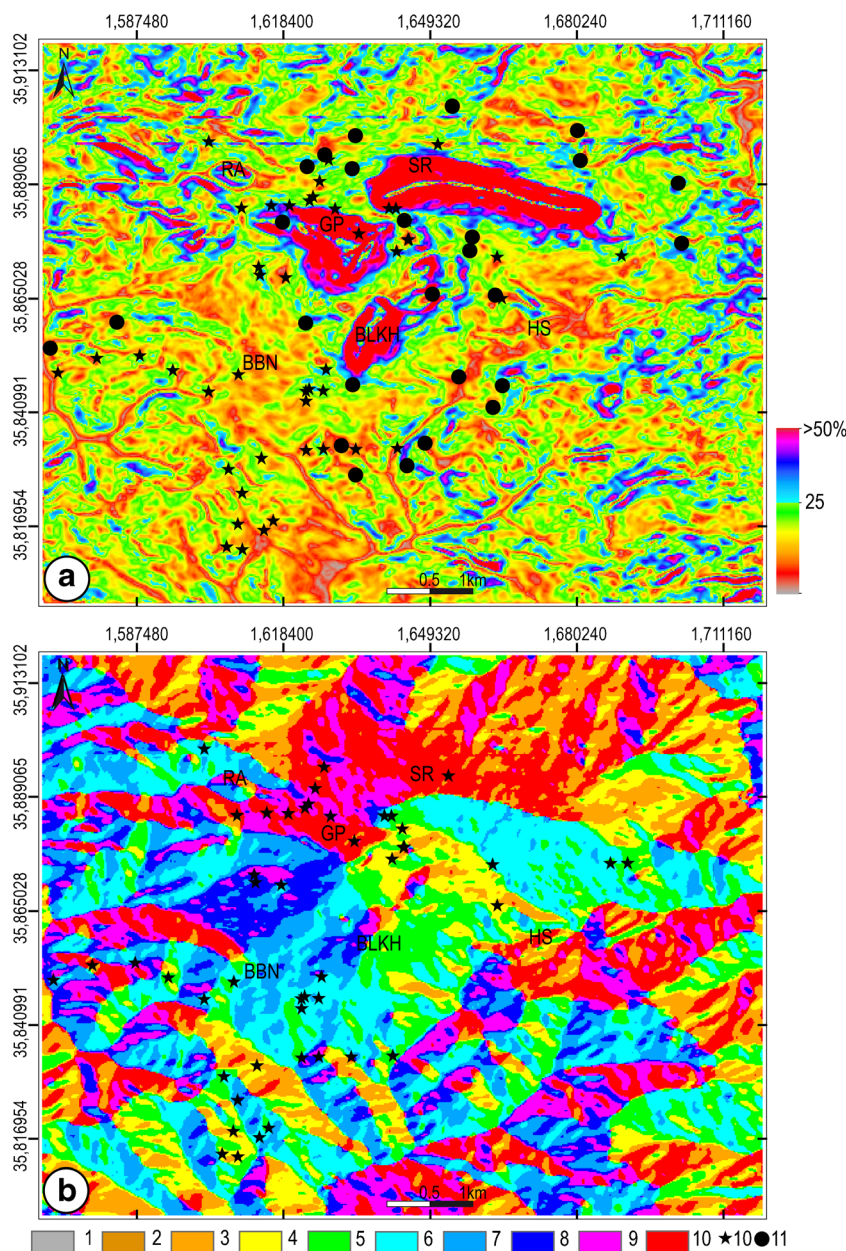 1,587480 1,618400 1,649320 1,680240 1,711160
35,913102
N
35,889065
RA
SR
GP
35,865028
BLKH
HS
BBN
35,840991
>50%
25
35,816954
0.5 1km
a
1,587480 1,618400 1,649320 1,680240 1,711160
35,913102
N
35,889065
RA
SR
GP
35,865028
BBN
BLKH
HS
35,840991
35,816954
0.5 1km
b
1 2 3 4 5 6 7 8 9 10 10 11